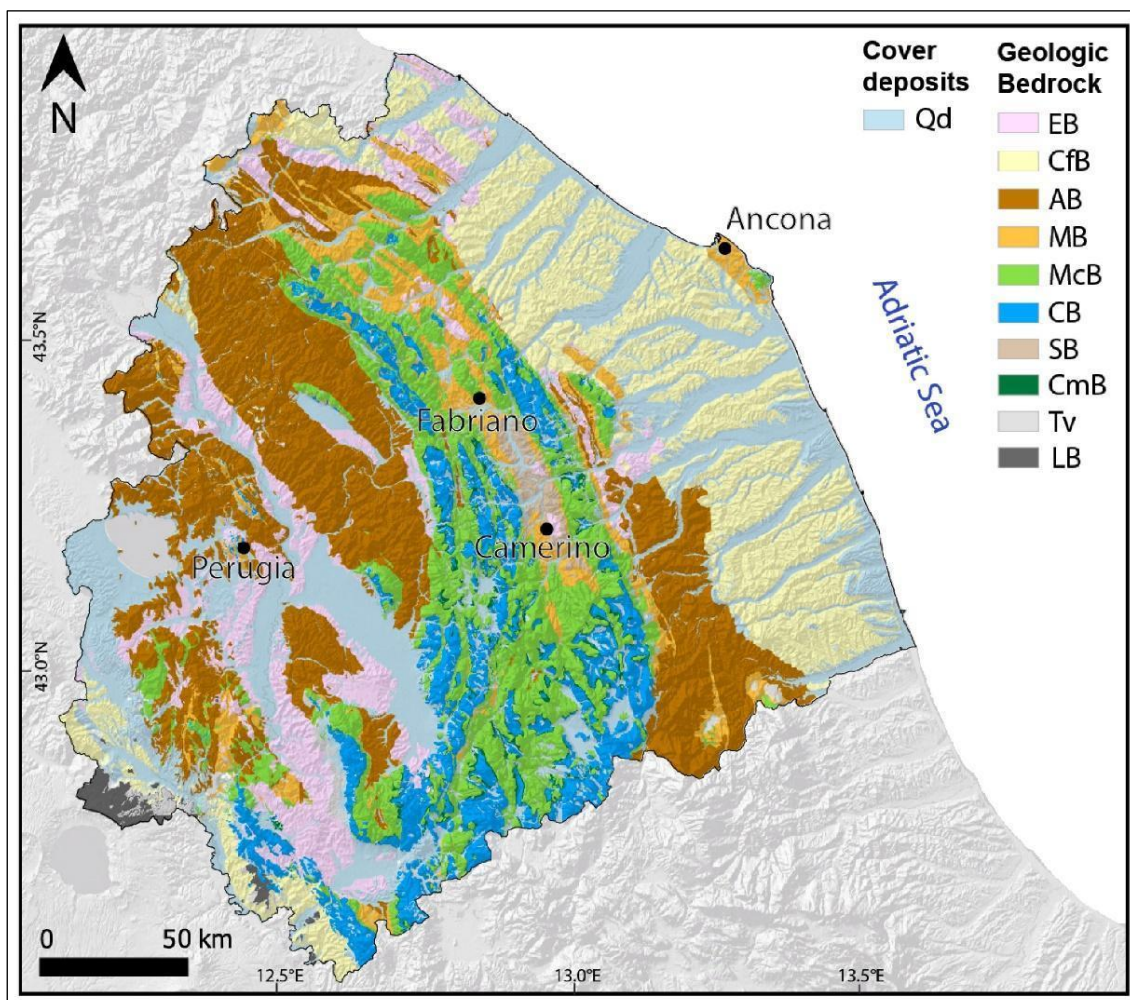 N
Cover
deposits
Qd
Geologic
Bedrock
EB
CfB
AB
MB
McB
CB
SB
CmB
Tv
LB
Ancona
Adriatic Sea
Fabriano
Camerino
Perugia
43.5°N
43.0°N
0 50 km
12.5°E 13.0°E 13.5°E